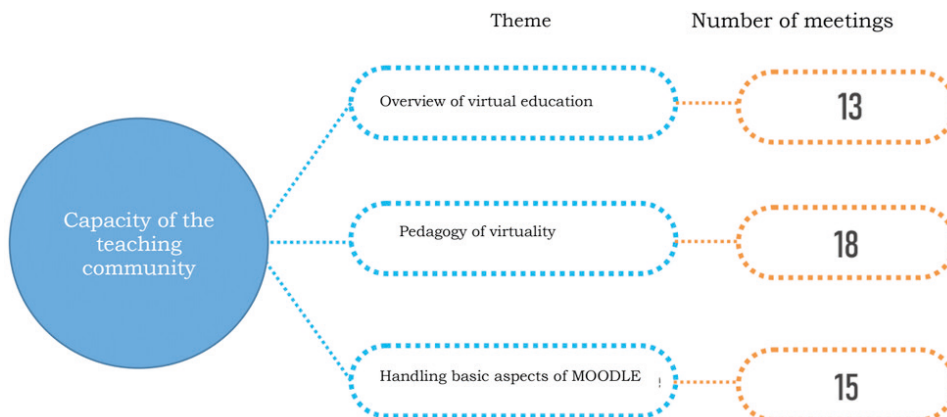 Theme
Number of meetings
Overview of virtual education
13
Capacity of the
teaching
community
Pedagogy of virtuality
18
Handling basic aspects of MOODLE
15